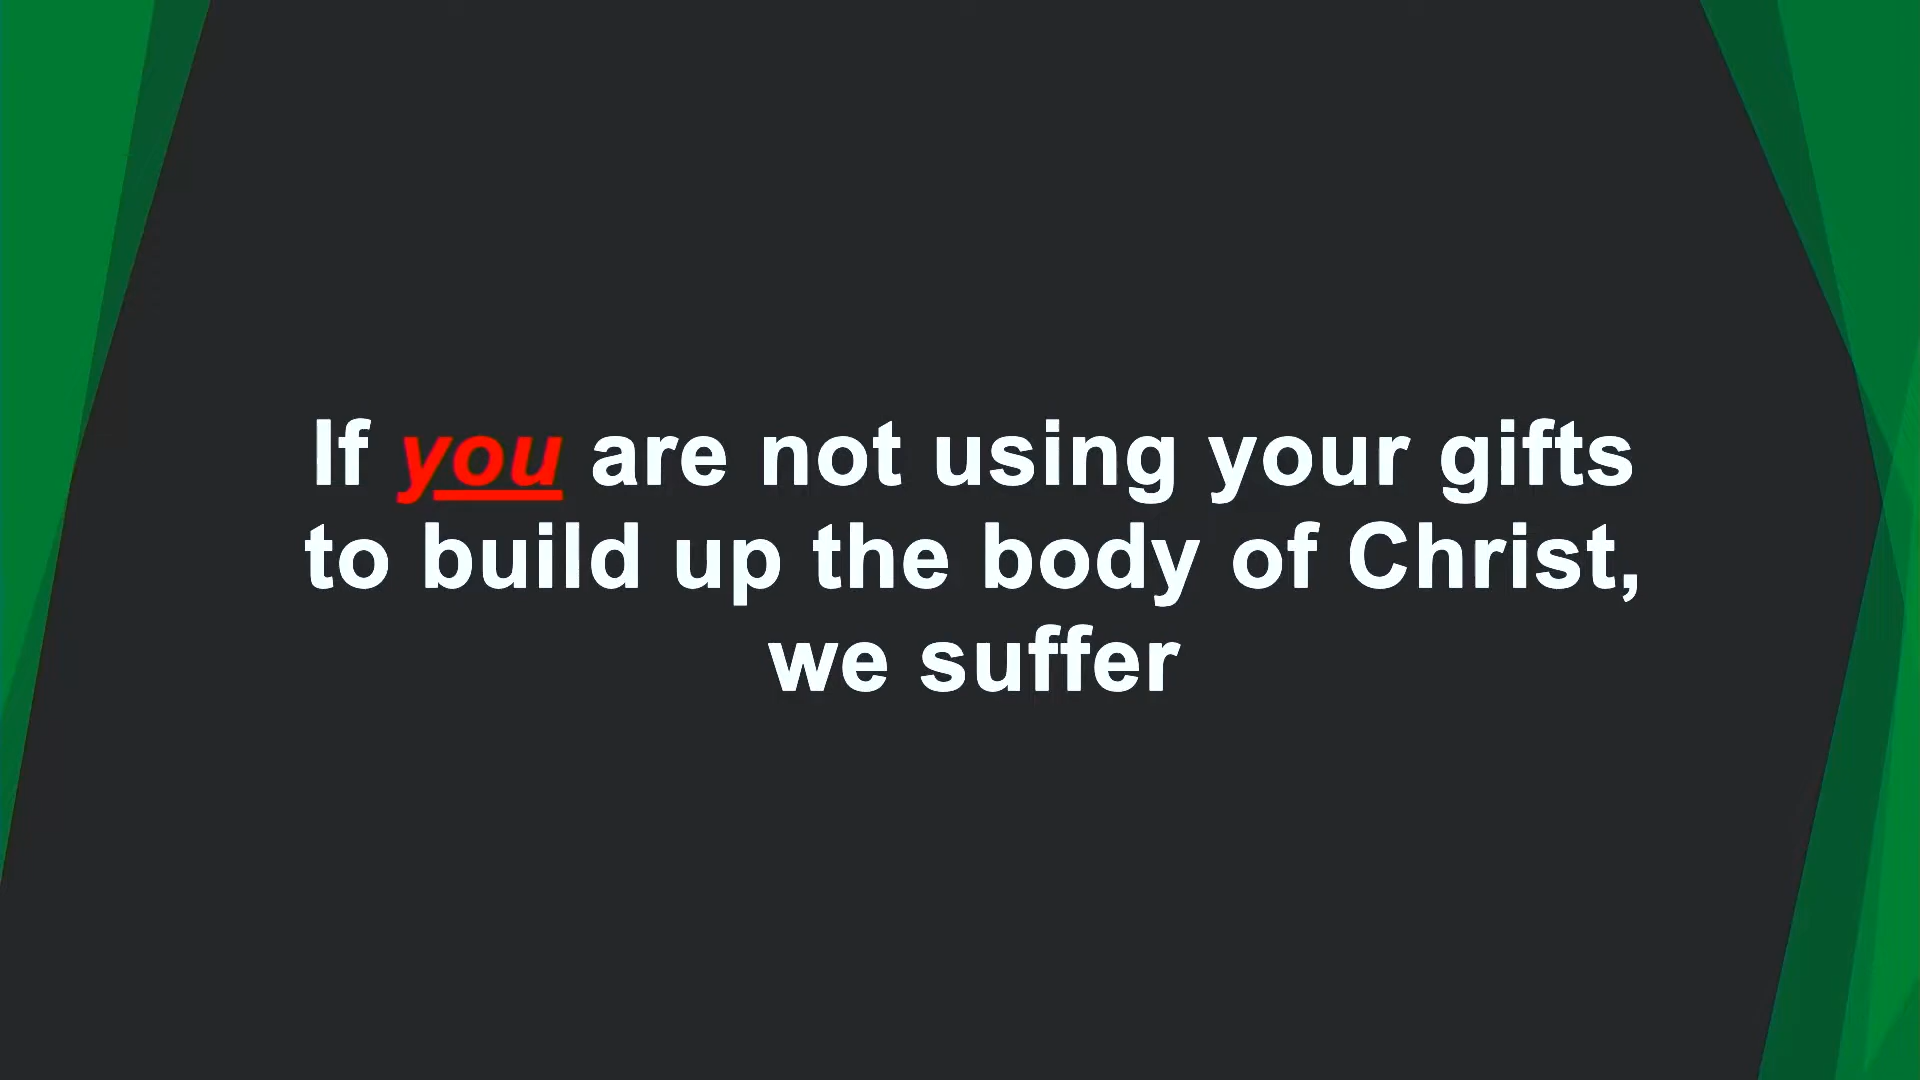 If you are not using your gifts
to build up the body of Christ,
we suffer